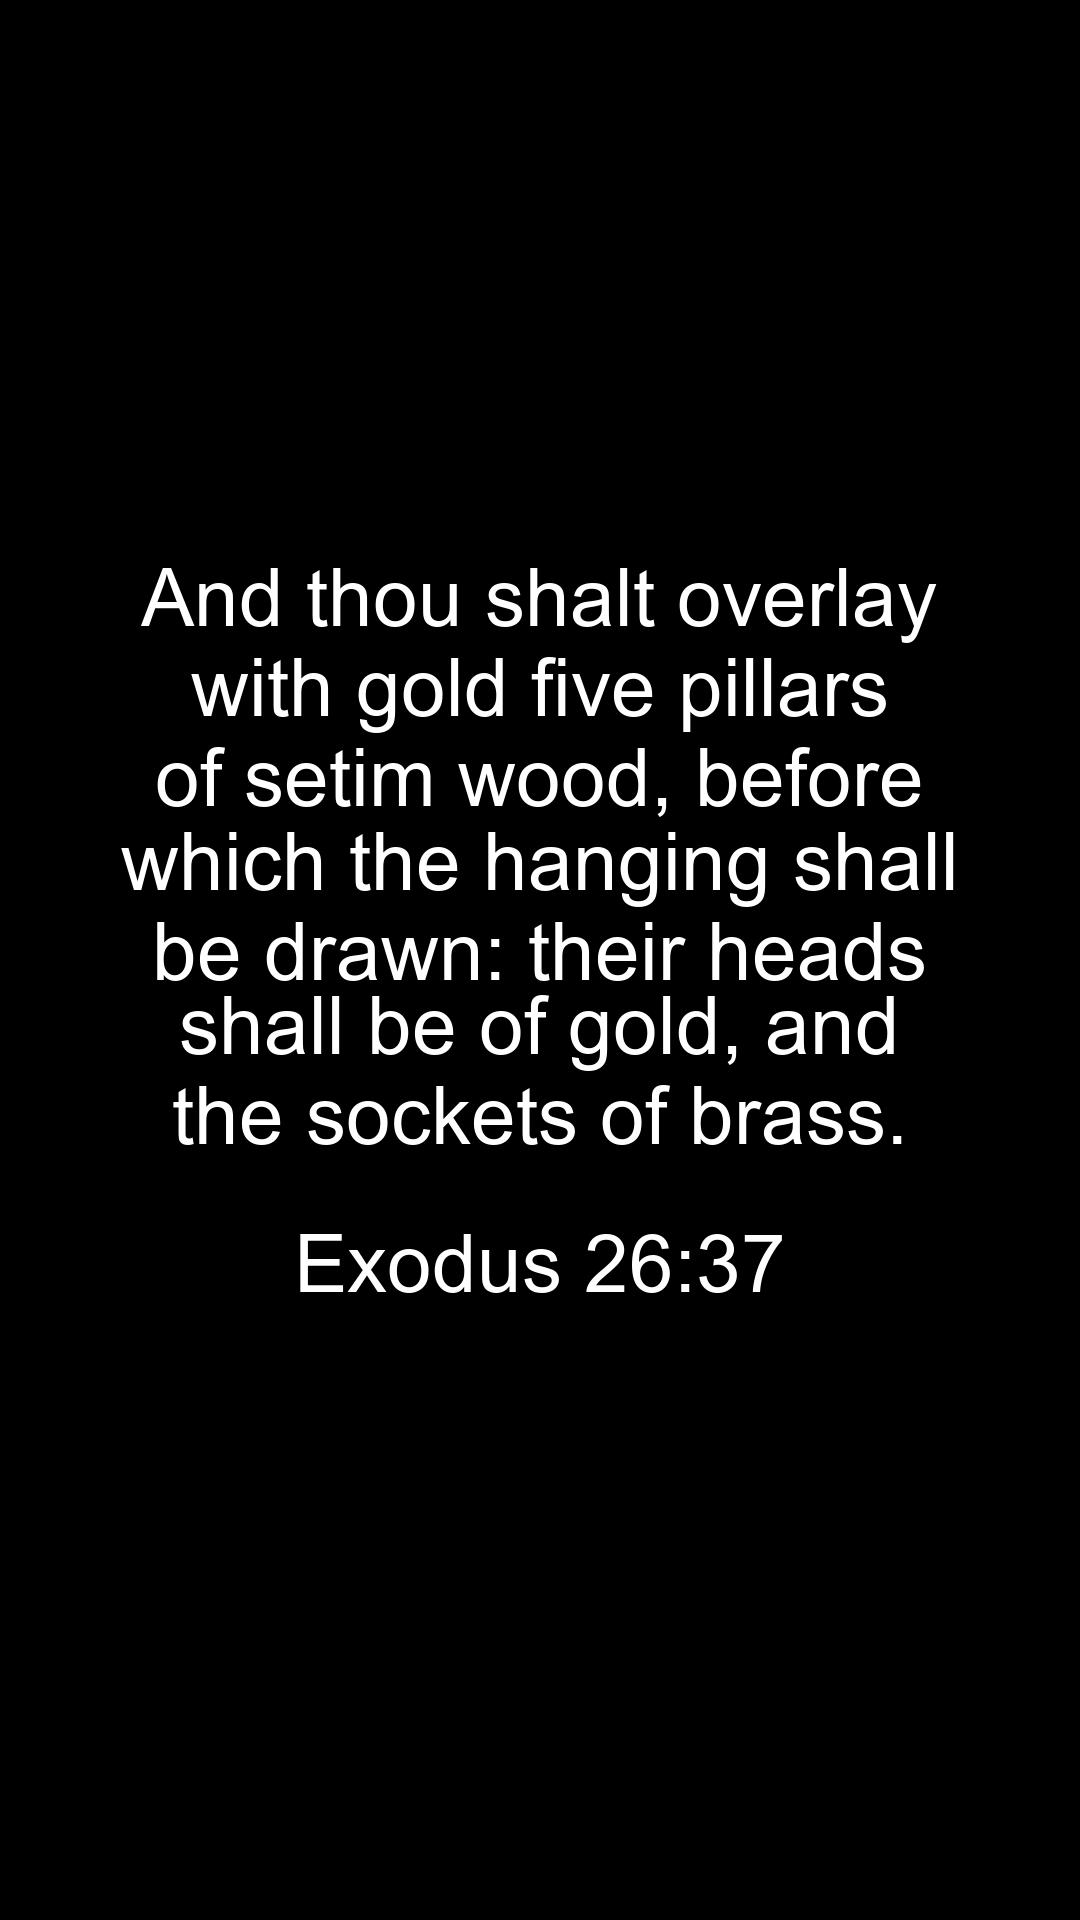 And thou shalt overlay
with gold five pillars
of setim wood, before
which the hanging shall
be drawn: their heads
shall be of gold, and
the sockets of brass.
Exodus 26:37